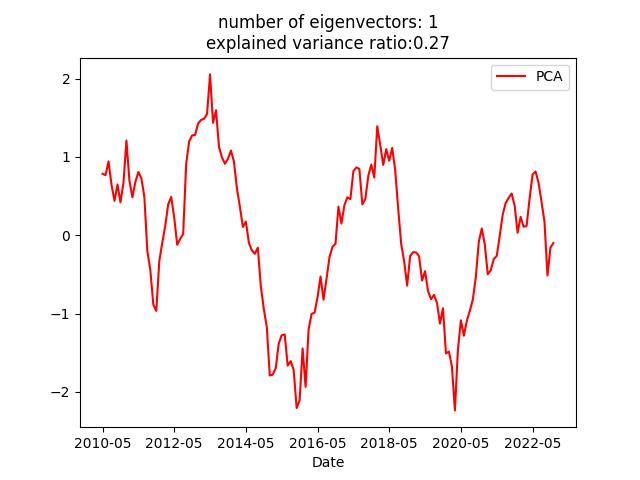 number of eigenvectors: 1
explained variance ratio:0.27
PCA
2
1
0
−1
−2
2010-05 2012-05 2014-05 2016-05 2018-05 2020-05 2022-05
Date